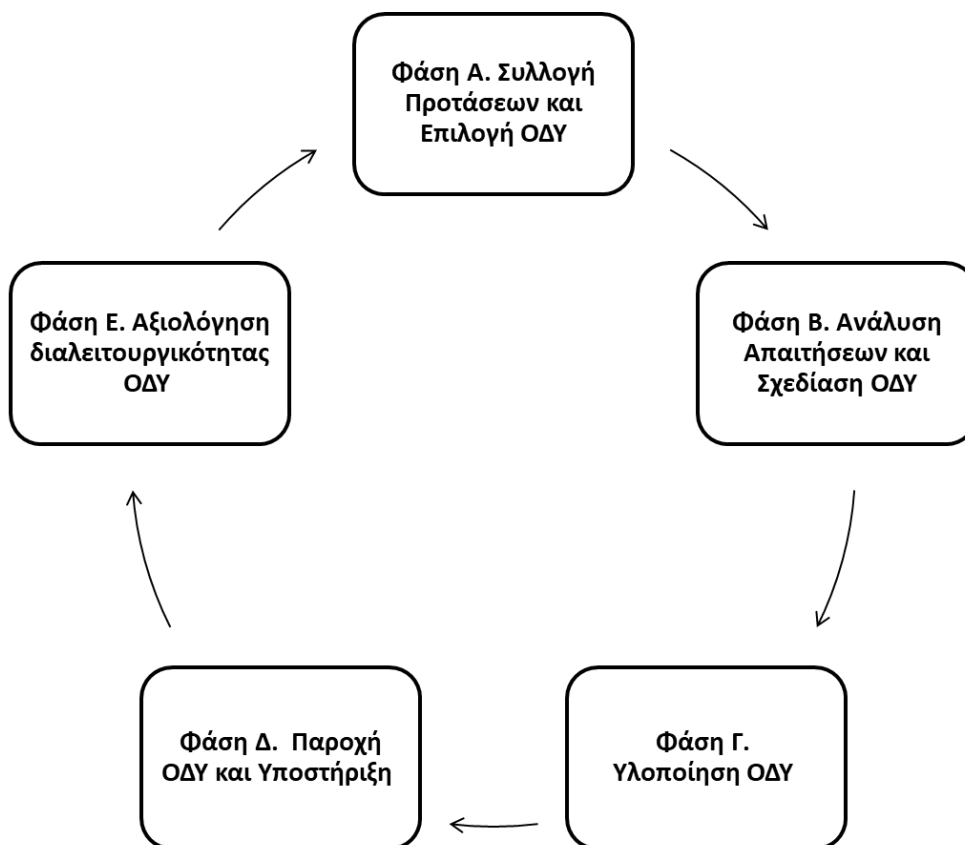 Φάση Α. Συλλογή
Προτάσεων και
Επιλογή ΟΔΥ
Φάση Β. Ανάλυση
Απαιτήσεων και
Σχεδίαση ΟΔΥ
Φάση Γ.
Υλοποίηση ΟΔΥ
Φάση Δ.  Παροχή
ΟΔΥ και Υποστήριξη
Φάση Ε. Αξιολόγηση
διαλειτουργικότητας
ΟΔΥ